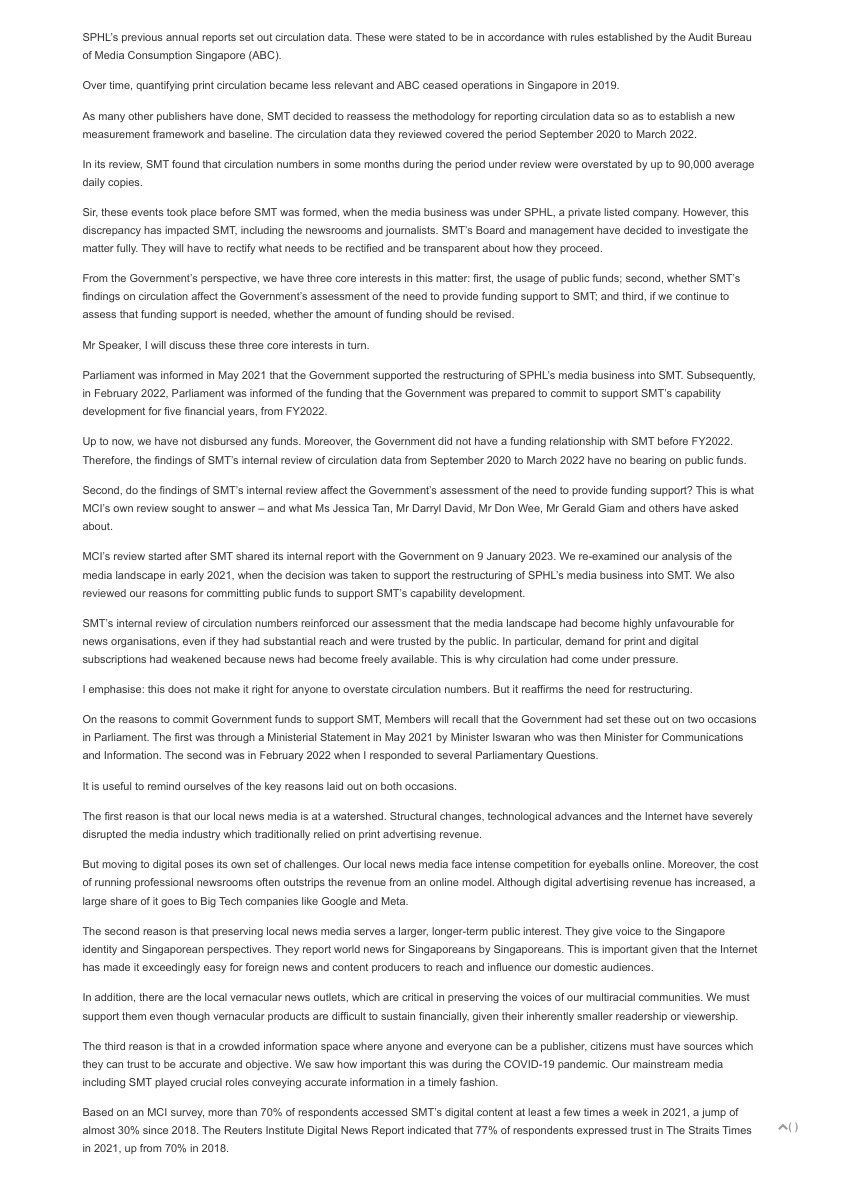 SPHL's previous annual reports set out circulation data. These were stated to be in accordance with rules established by the Audit Bureau
of Media Consumption Singapore (ABC).
Over time, quantifying print circulation became less relevant and ABC ceased operations in Singapore in 2019.
As many other publishers have done, SMT decided to reassess the methodology for reporting circulation data so as to establish a new
measurement framework and baseline. The circulation data they reviewed covered the period September 2020 to March 2022.
In its review, SMT found that circulation numbers in some months during the period under review were overstated by up to 90,000 average
daily copies.
Sir, these events took place before SMT was formed, when the media business was under SPHL, a private listed company. However, this
discrepancy has impacted SMT, including the newsrooms and journalists. SMT's Board and management have decided to investigate the
matter fully. They will have to rectify what needs to be rectified and be transparent about how they proceed.
From the Government's perspective, we have three core interests in this matter: first, the usage of public funds; second, whether SMT's
findings on circulation affect the Government's assessment of the need to provide funding support to SMT; and third, if we continue to
assess that funding support is needed, whether the amount of funding should be revised.
Mr Speaker, I will discuss these three core interests in turn.
Parliament was informed in May 2021 that the Government supported the restructuring of SPHL's media business into SMT. Subsequently,
in February 2022, Parliament was informed of the funding that the Government was prepared to commit to support SMT's capability
development for five financial years, from FY2022.
Up to now, we have not disbursed any funds. Moreover, the Government did not have a funding relationship with SMT before FY2022.
Therefore, the findings of SMT's internal review of circulation data from September 2020 to March 2022 have no bearing on public funds.
Second, do the findings of SMT's internal review affect the Government's assessment of the need to provide funding support? This is what
MCI's own review sought to answer – and what Ms Jessica Tan, Mr Darryl David, Mr Don Wee, Mr Gerald Giam and others have asked
about.
MCI's review started after SMT shared its internal report with the Government on 9 January 2023. We re-examined our analysis of the
media landscape in early 2021, when the decision was taken to support the restructuring of SPHL's media business into SMT. We also
reviewed our reasons for committing public funds to support SMT's capability development.
SMT's internal review of circulation numbers reinforced our assessment that the media landscape had become highly unfavourable for
news organisations, even if they had substantial reach and were trusted by the public. In particular, demand for print and digital
subscriptions had weakened because news had become freely available. This is why circulation had come under pressure.
I emphasise: this does not make it right for anyone to overstate circulation numbers. But it reaffirms the need for restructuring.
On the reasons to commit Government funds to support SMT, Members will recall that the Government had set these out on two occasions
in Parliament. The first was through a Ministerial Statement in May 2021 by Minister Iswaran who was then Minister for Communications
and Information. The second was in February 2022 when I responded to several Parliamentary Questions.
It is useful to remind ourselves of the key reasons laid out on both occasions.
The first reason is that our local news media is at a watershed. Structural changes, technological advances and the Internet have severely
disrupted the media industry which traditionally relied on print advertising revenue.
But moving to digital poses its own set of challenges. Our local news media face intense competition for eyeballs online. Moreover, the cost
of running professional newsrooms often outstrips the revenue from an online model. Although digital advertising revenue has increased, a
large share of it goes to Big Tech companies like Google and Meta.
The second reason is that preserving local news media serves a larger, longer-term public interest. They give voice to the Singapore
identity and Singaporean perspectives. They report world news for Singaporeans by Singaporeans. This is important given that the Internet
has made it exceedingly easy for foreign news and content producers to reach and influence our domestic audiences.
In addition, there are the local vernacular news outlets, which are critical in preserving the voices of our multiracial communities. We must
support them even though vernacular products are difficult to sustain financially, given their inherently smaller readership or viewership.
The third reason is that in a crowded information space where anyone and everyone can be a publisher, citizens must have sources which
they can trust to be accurate and objective. We saw how important this was during the COVID-19 pandemic. Our mainstream media
including SMT played crucial roles conveying accurate information in a timely fashion.
Based on an MCI survey, more than 70% of respondents accessed SMT's digital content at least a few times a week in 2021, a jump of
almost 30% since 2018. The Reuters Institute Digital News Report indicated that 77% of respondents expressed trust in The Straits Times
in 2021, up from 70% in 2018.
( )